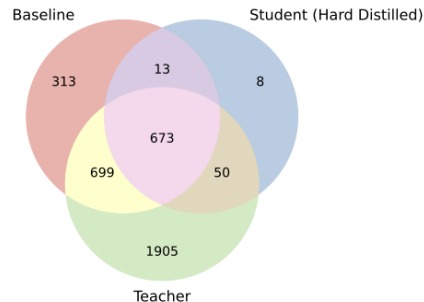 Baseline
Student (Hard Distilled)
13
313
8
673
699
50
1905
Teacher